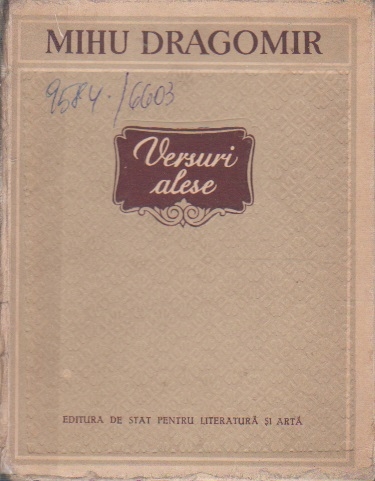 MIHU DRAGOMIR
9584./6603
Versuri
alese
EDITURA DE STAT PENTRU LITERATURĂ ȘI ARTĂ